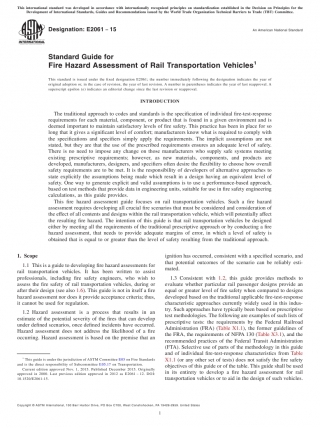 This international standard was developed in accordance with internationally recognized principles on standardization established in the Decision on Principles for the
Development of International Standards, Guides and Recommendations issued by the World Trade Organization Technical Barriers to Trade (TBT) Committee.
Designation: E2061 – 15
An American National Standard
INTERNATIONAL
Standard Guide for
Fire Hazard Assessment of Rail Transportation Vehicles1
This standard is issued under the fixed designation E2061; the number immediately following the designation indicates the year of
original adoption or, in the case of revision, the year of last revision. A number in parentheses indicates the year of last reapproval. A
superscript epsilon (ε) indicates an editorial change since the last revision or reapproval.
INTRODUCTION
The traditional approach to codes and standards is the specification of individual fire-test-response
requirements for each material, component, or product that is found in a given environment and is
deemed important to maintain satisfactory levels of fire safety. This practice has been in place for so
long that it gives a significant level of comfort; manufacturers know what is required to comply with
the specifications and specifiers simply apply the requirements. The implicit assumptions are not
stated, but they are that the use of the prescribed requirements ensures an adequate level of safety.
There is no need to impose any change on those manufacturers who supply safe systems meeting
existing prescriptive requirements; however, as new materials, components, and products are
developed, manufacturers, designers, and specifiers often desire the flexibility to choose how overall
safety requirements are to be met. It is the responsibility of developers of alternative approaches to
state explicitly the assumptions being made which result in a design having an equivalent level of
safety. One way to generate explicit and valid assumptions is to use a performance-based approach,
based on test methods that provide data in engineering units, suitable for use in fire safety engineering
calculations, as this guide provides.
This fire hazard assessment guide focuses on rail transportation vehicles. Such a fire hazard
assessment requires developing all crucial fire scenarios that must be considered and consideration of
the effect of all contents and designs within the rail transportation vehicle, which will potentially affect
the resulting fire hazard. The intention of this guide is that rail transportation vehicles be designed
either by meeting all the requirements of the traditional prescriptive approach or by conducting a fire
hazard assessment, that needs to provide adequate margins of error, in which a level of safety is
obtained that is equal to or greater than the level of safety resulting from the traditional approach.
1. Scope
1.1 This is a guide to developing fire hazard assessments for
rail transportation vehicles. It has been written to assist
professionals, including fire safety engineers, who wish to
assess the fire safety of rail transportation vehicles, during or
after their design (see also 1.6). This guide is not in itself a fire
hazard assessment nor does it provide acceptance criteria; thus,
it cannot be used for regulation.
1.2 Hazard assessment is a process that results in an
estimate of the potential severity of the fires that can develop
under defined scenarios, once defined incidents have occurred.
Hazard assessment does not address the likelihood of a fire
occurring. Hazard assessment is based on the premise that an
1 This guide is under the jurisdiction of ASTM Committee E05 on Fire Standards
and is the direct responsibility of Subcommittee E05.17 on Transportation.
Current edition approved Nov. 1, 2015. Published December 2015. Originally
approved in 2000. Last previous edition approved in 2012 as E2061 - 12. DOI:
10.1520/E2061-15.
ignition has occurred, consistent with a specified scenario, and
that potential outcomes of the scenario can be reliably esti-
mated.
1.3 Consistent with 1.2, this guide provides methods to
evaluate whether particular rail passenger designs provide an
equal or greater level of fire safety when compared to designs
developed based on the traditional applicable fire-test-response
characteristic approaches currently widely used in this indus-
try. Such approaches have typically been based on prescriptive
test methodologies. The following are examples of such lists of
prescriptive tests: the requirements by the Federal Railroad
Administration (FRA) (Table X1.1), the former guidelines of
the FRA, the requirements of NFPA 130 (Table X1.3), and the
recommended practices of the Federal Transit Administration
(FTA). Selective use of parts of the methodology in this guide
and of individual fire-test-response characteristics from Table
X1.1 (or any other set of tests) does not satisfy the fire safety
objectives of this guide or of the table. This guide shall be used
in its entirety to develop a fire hazard assessment for rail
transportation vehicles or to aid in the design of such vehicles.
Copyright © ASTM International, 100 Barr Harbor Drive, PO Box C700, West Conshohocken, PA 19428-2959. United States
1